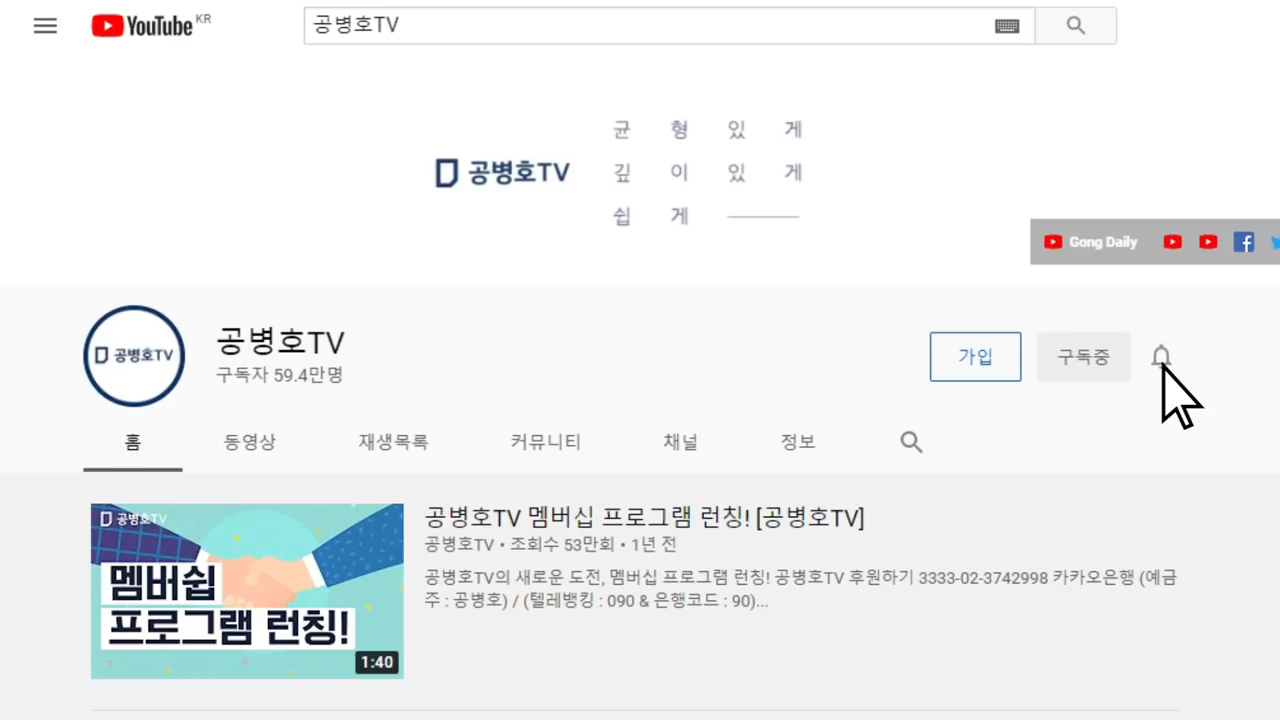 YouTube KR
공병호TV
균 형 있 게
공병호TV
깊 이 있 게
쉽 게
Gong Daily
공병호TV
공병호TV
구독자 59.4만명
가입
구독중
홈
동영상
재생목록
커뮤니티
채널
정보
공병호TV
멤버쉽
프로그램 런칭!
1:40
공병호TV 멤버십 프로그램 런칭! [공병호TV]
공병호TV • 조회수 53만회 • 1년 전
공병호TV의 새로운 도전, 멤버십 프로그램 런칭! 공병호TV 후원하기 3333-02-3742998 카카오은행 (예금
주 : 공병호) / (텔레뱅킹 : 090 & 은행코드 : 90)...